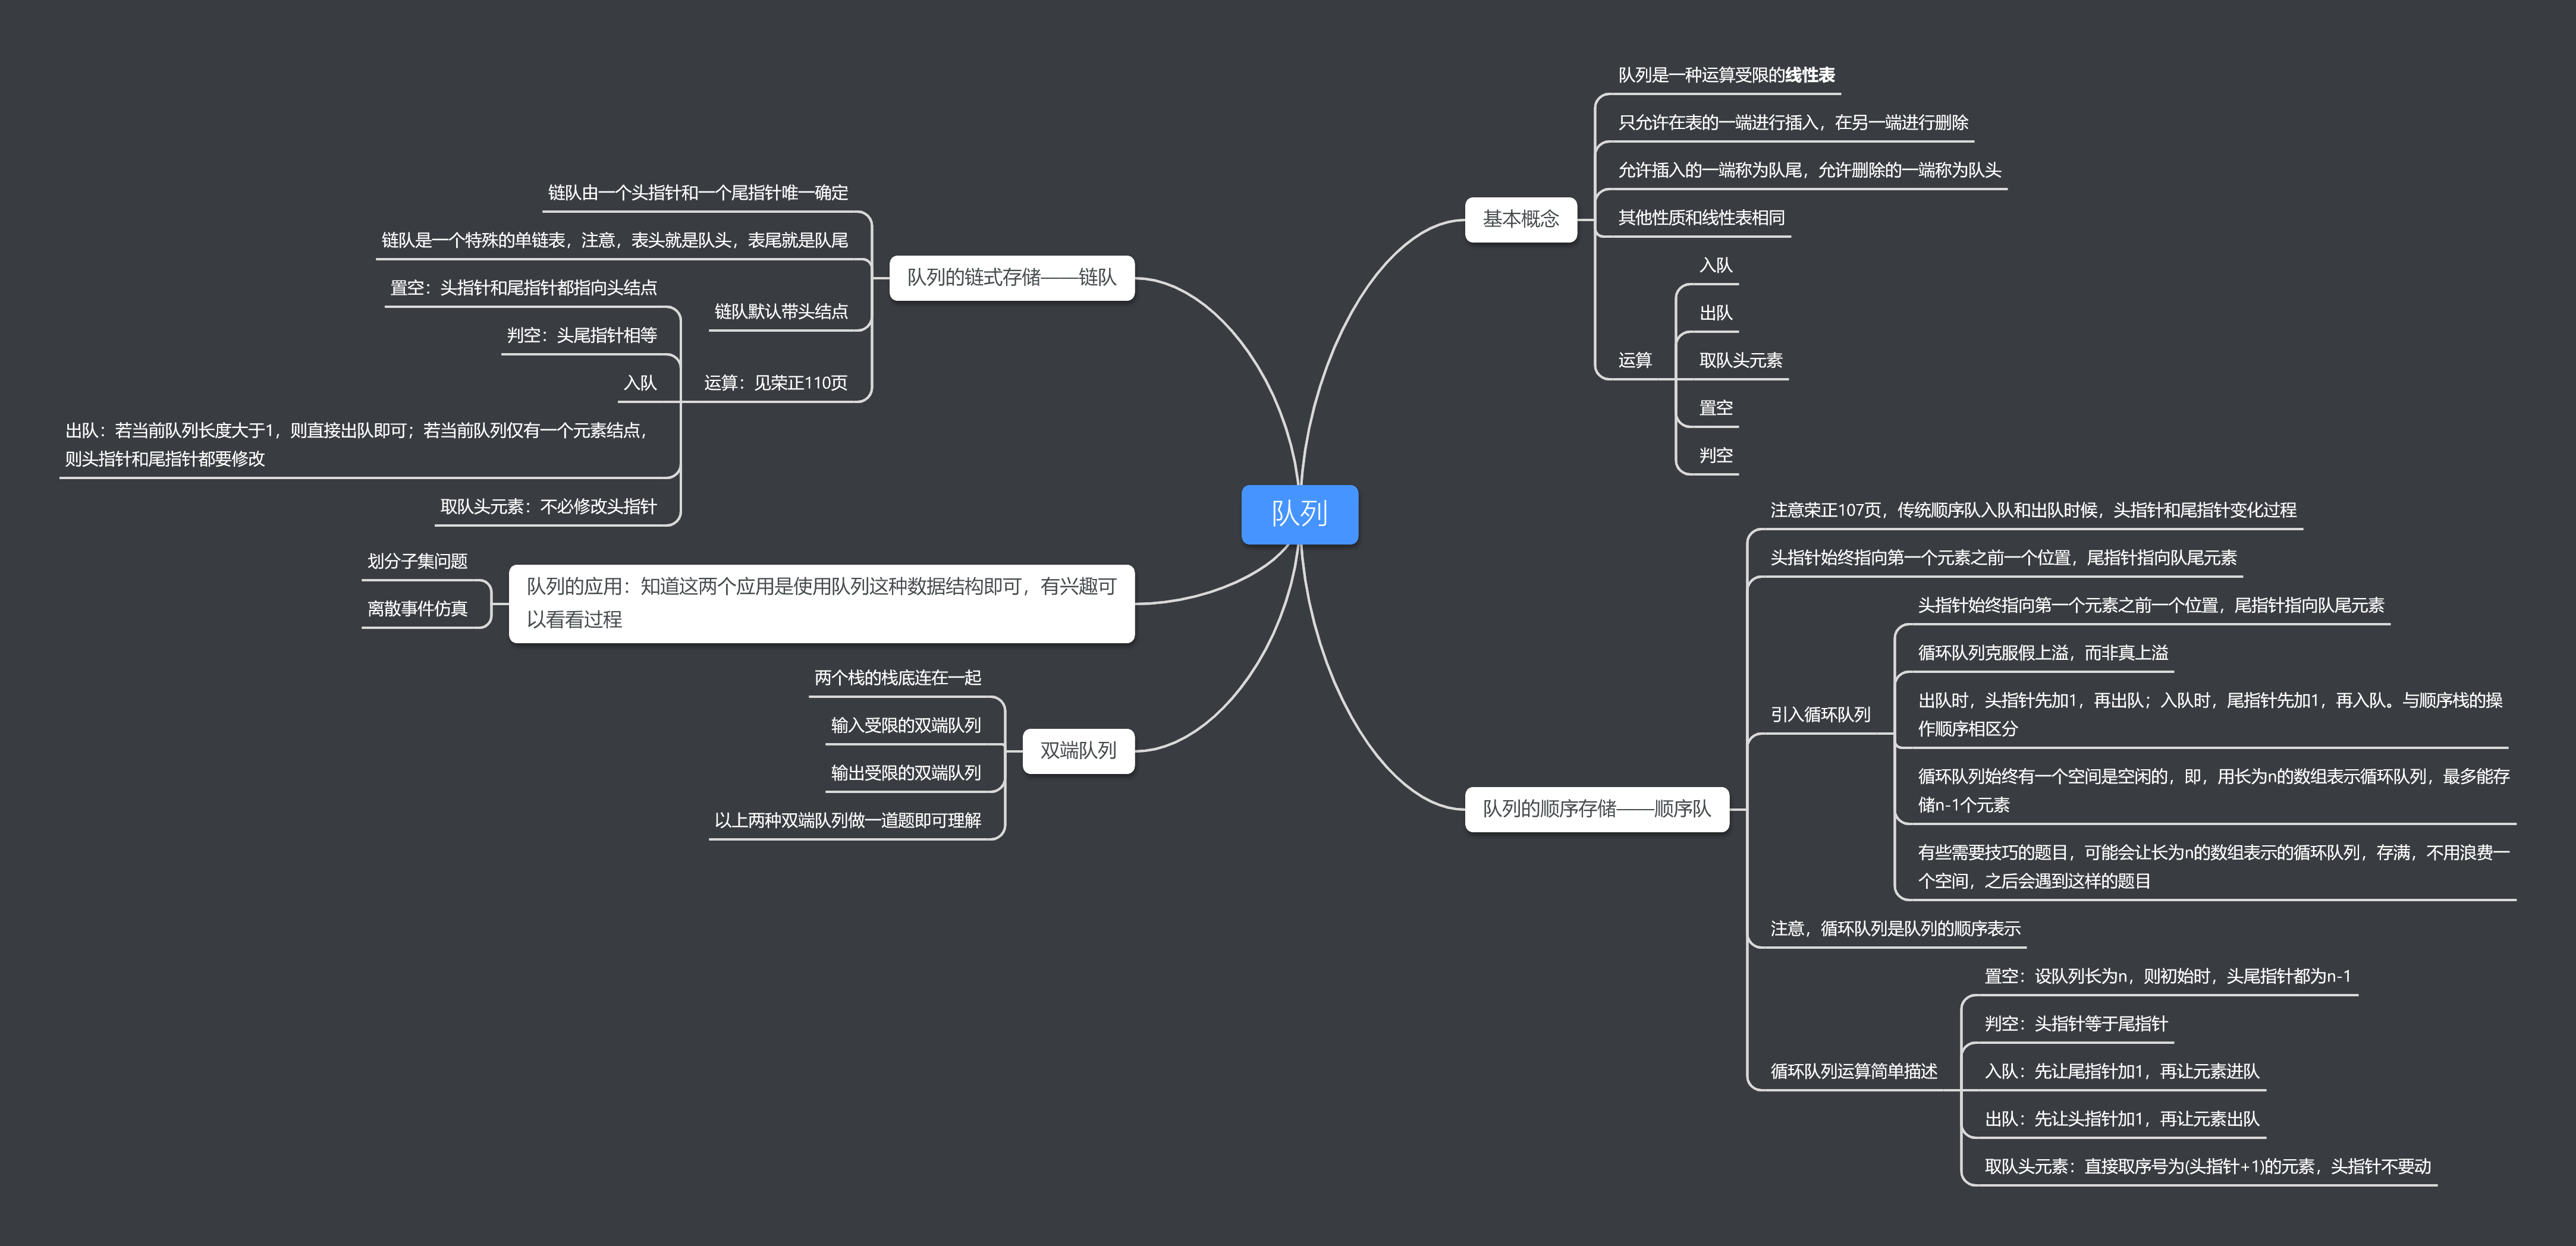 队列
基本概念
队列是一种运算受限的线性表
只允许在表的一端进行插入，在另一端进行删除
允许插入的一端称为队尾，允许删除的一端称为队头
其他性质和线性表相同
运算
入队
出队
取队头元素
置空
判空
队列的顺序存储——顺序队
注意荣正107页，传统顺序队入队和出队时候，头指针和尾指针变化过程
头指针始终指向第一个元素之前一个位置，尾指针指向队尾元素
引入循环队列
头指针始终指向第一个元素之前一个位置，尾指针指向队尾元素
循环队列克服假上溢，而非真上溢
出队时，头指针先加1，再出队；入队时，尾指针先加1，再入队。与顺序栈的操
作顺序相区分
循环队列始终有一个空间是空闲的，即，用长为n的数组表示循环队列，最多能存
储n-1个元素
有些需要技巧的题目，可能会让长为n的数组表示的循环队列，存满，不用浪费一
个空间，之后会遇到这样的题目
注意，循环队列是队列的顺序表示
循环队列运算简单描述
置空：设队列长为n，则初始时，头尾指针都为n-1
判空：头指针等于尾指针
入队：先让尾指针加1，再让元素进队
出队：先让头指针加1，再让元素出队
取队头元素：直接取序号为(头指针+1)的元素，头指针不要动
队列的链式存储——链队
链队由一个头指针和一个尾指针唯一确定
链队是一个特殊的单链表，注意，表头就是队头，表尾就是队尾
链队默认带头结点
运算：见荣正110页
置空：头指针和尾指针都指向头结点
判空：头尾指针相等
入队
出队：若当前队列长度大于1，则直接出队即可；若当前队列仅有一个元素结点，
则头指针和尾指针都要修改
取队头元素：不必修改头指针
队列的应用：知道这两个应用是使用队列这种数据结构即可，有兴趣可
以看看过程
划分子集问题
离散事件仿真
双端队列
两个栈的栈底连在一起
输入受限的双端队列
输出受限的双端队列
以上两种双端队列做一道题即可理解